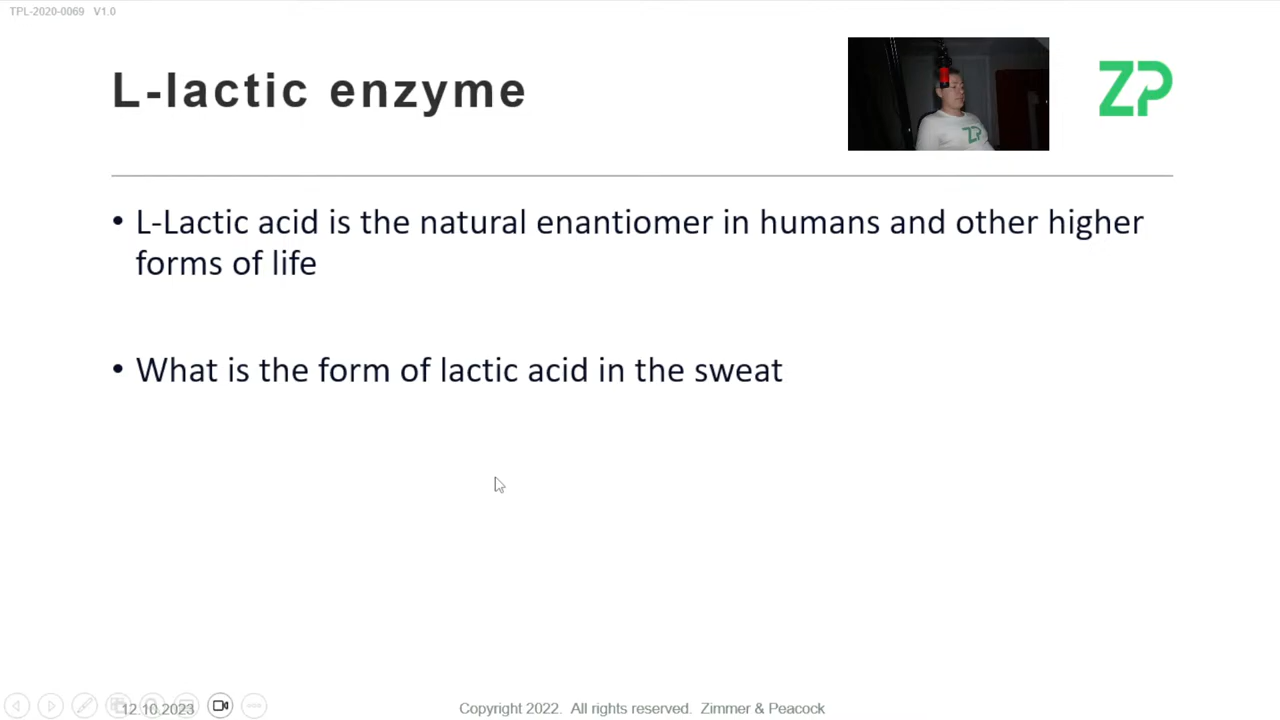 TPL-2020-0069 V1.0
L-lactic enzyme
ZP
ZP
• L-Lactic acid is the natural enantiomer in humans and other higher
forms of life
• What is the form of lactic acid in the sweat
12.10.2023
Copyright 2022. All rights reserved. Zimmer & Peacock